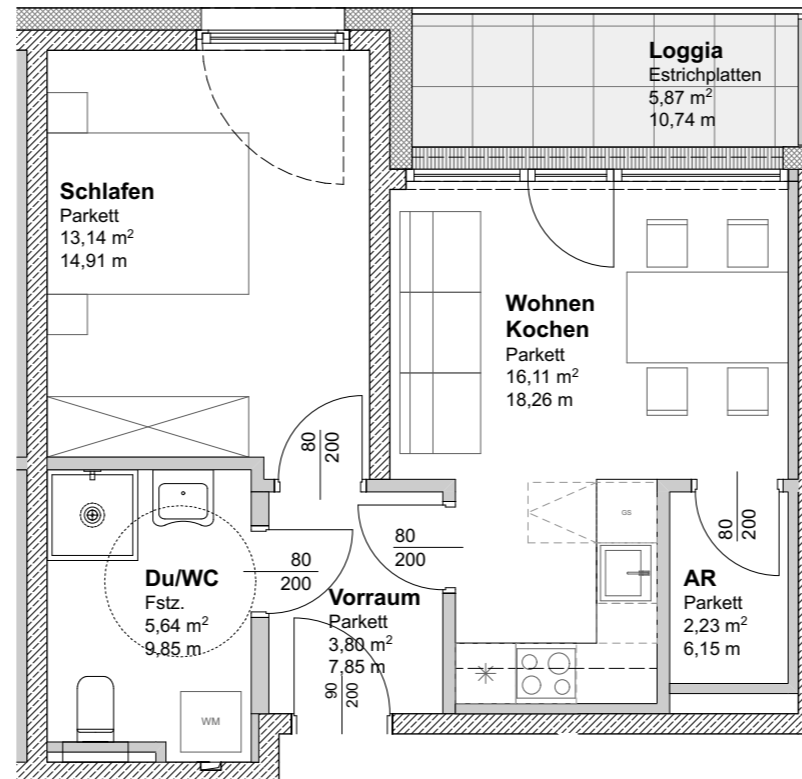 Loggia
Estrichplatten
5,87 m²
10,74 m
Schlafen
Parkett
13,14 m²
14,91 m
Wohnen
Kochen
Parkett
16,11 m²
18,26 m
80
200
GS
80
200
80
200
80
200
Du/WC
Fstz.
5,64 m²
9,85 m
Vorraum
Parkett
3,80 m²
7,85 m
AR
Parkett
2,23 m²
6,15 m
90
200
WM